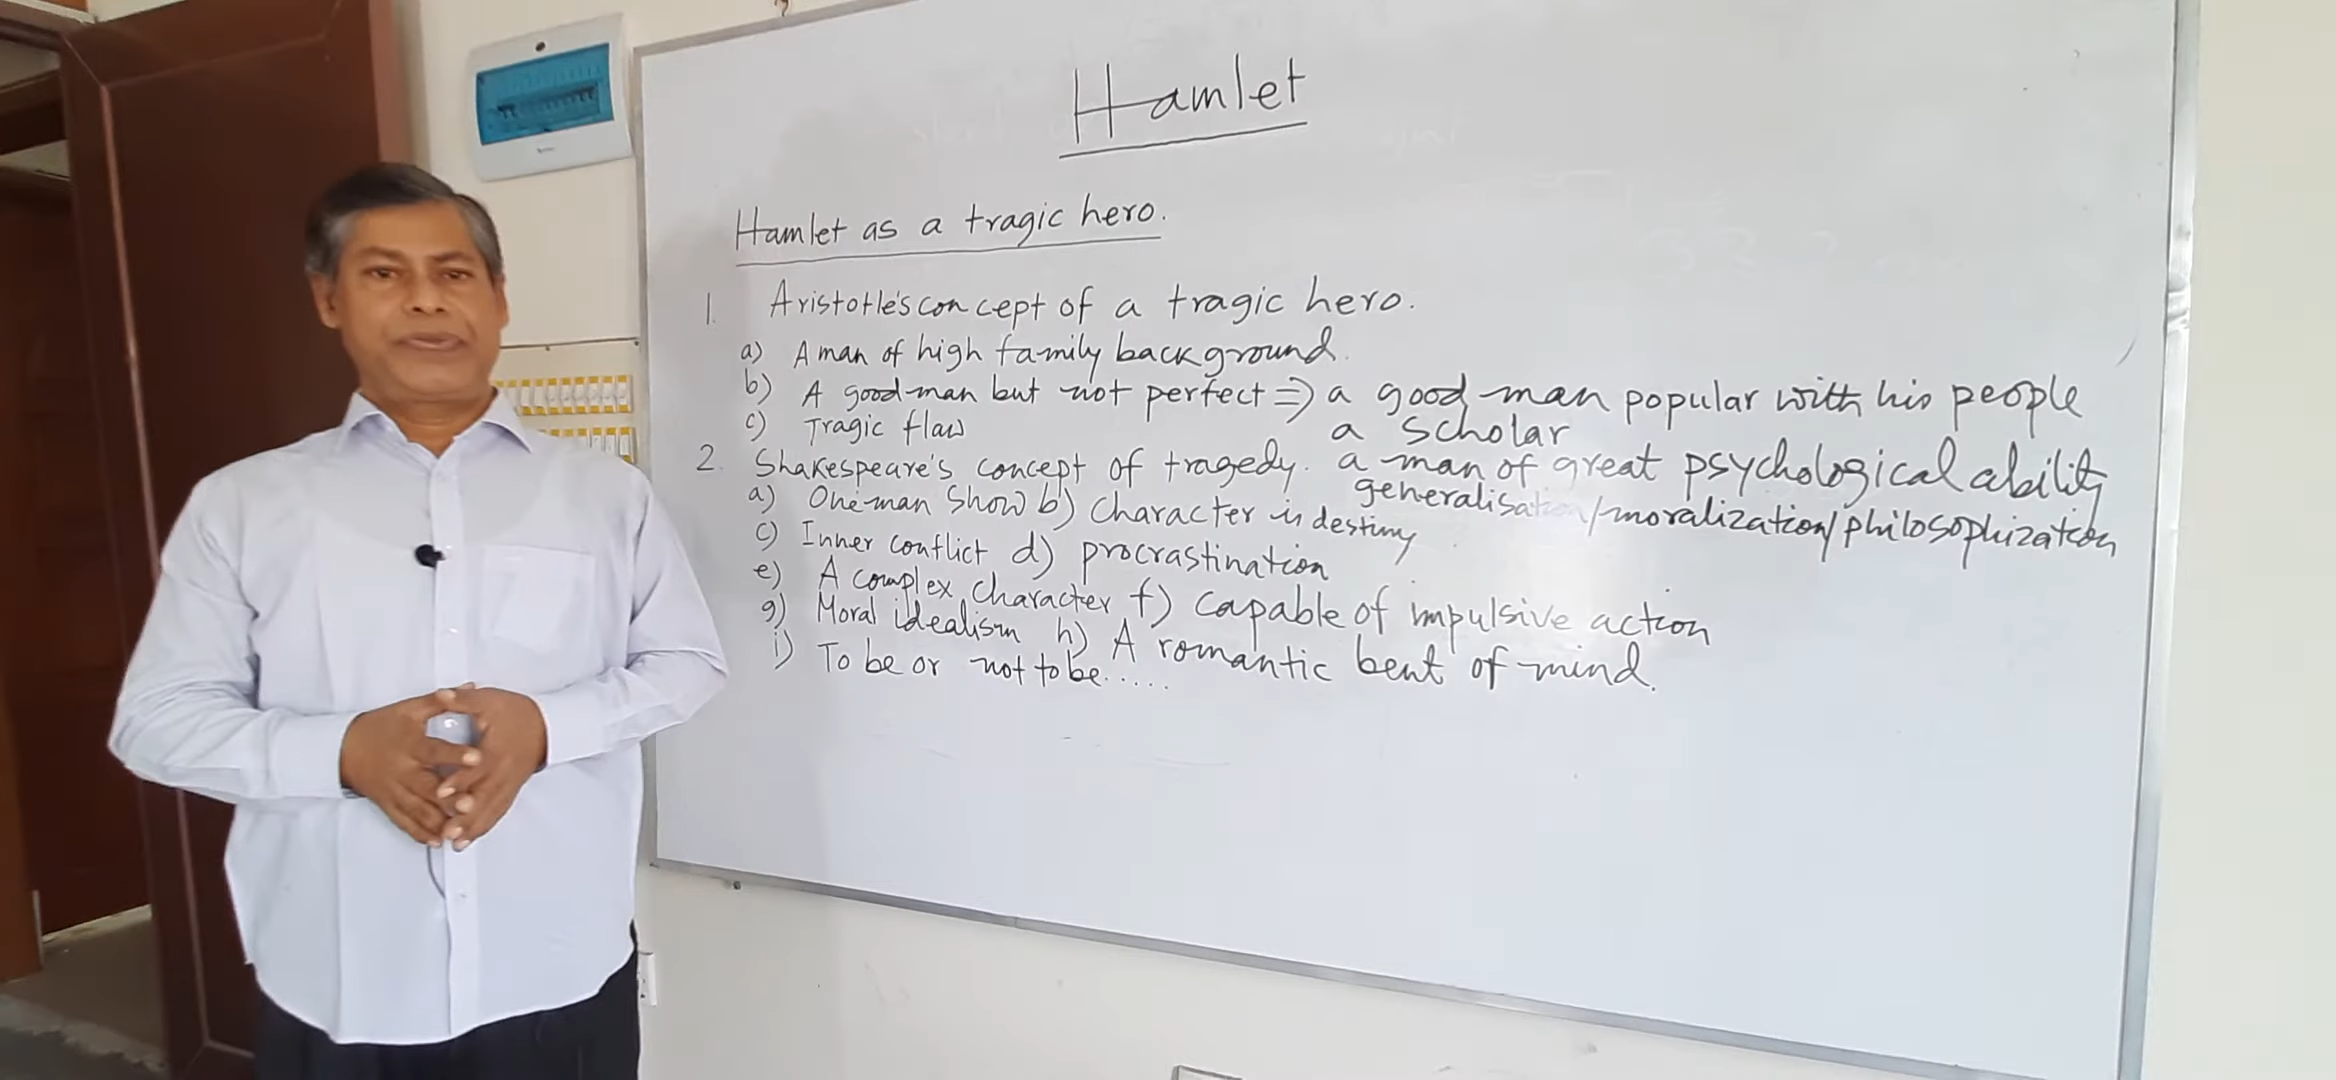 Hamlet
Hamlet as a tragic hero.
1. Aristotle's concept of a tragic hero.
a) A man of high family background.
b) A good man but not perfect ⇒ a good man popular with his people
a scholar
a man of great psychological ability
generalisation/moralization/philosophization
c) Tragic flaw
2. Shakespeare's concept of tragedy.
a) One-man show b) Character is destiny
c) Inner conflict d) procrastination
e) A complex character f) Capable of impulsive action
g) Moral idealism h) A romantic bent of mind.
i) To be or not to be.....